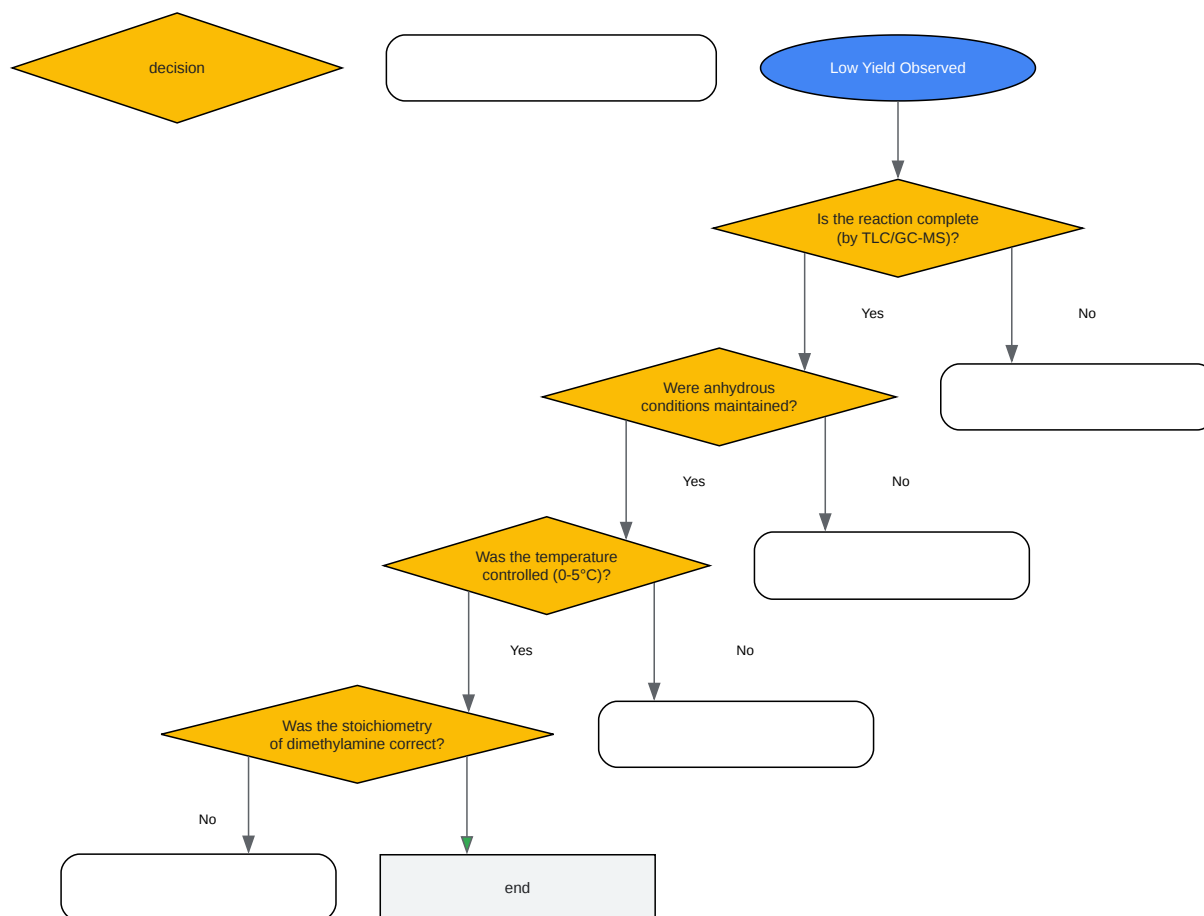 decision
Low Yield Observed
Is the reaction complete
(by TLC/GC-MS)?
Yes
No
Were anhydrous
conditions maintained?
Yes
No
Was the temperature
controlled (0-5°C)?
Yes
No
Was the stoichiometry
of dimethylamine correct?
No
end